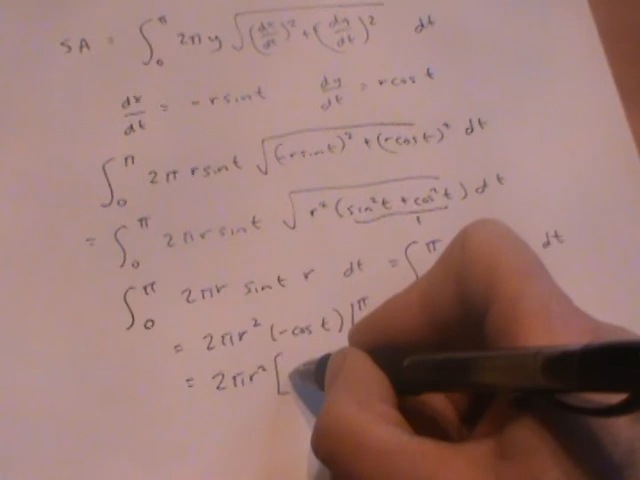 SA = ∫₀^π 2πy √((dx/dt)² + (dy/dt)²) dt
dx/dt = -r sin t dy/dt = r cos t
∫₀^π 2π r sin t √((-r sin t)² + (r cos t)²) dt
= ∫₀^π 2π r sin t √(r² (sin² t + cos² t)) dt
1
∫₀^π 2πr sin t r dt = ∫^π dt
= 2πr² (-cos t) |^π
= 2πr² [